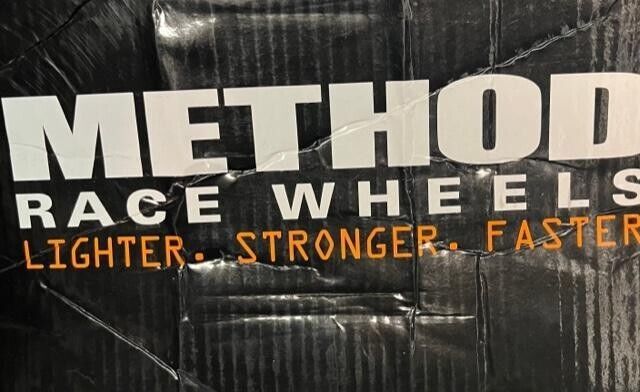 METHOD
RACE WHEELS
LIGHTER. STRONGER. FASTER